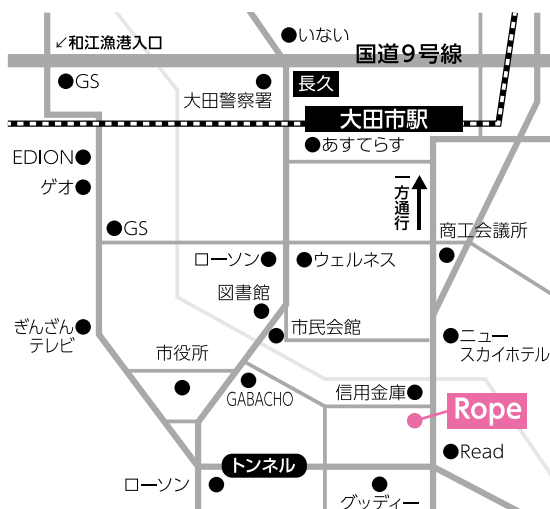 いない
↙和江漁港入口
国道9号線
GS
大田警察署
長久
大田市駅
あすてらす
EDION
ゲオ
一方通行
GS
商工会議所
ローソン
ウェルネス
図書館
ぎんざん
テレビ
市民会館
ニュー
スカイホテル
市役所
GABACHO
信用金庫
Rope
Read
トンネル
ローソン
グッディー